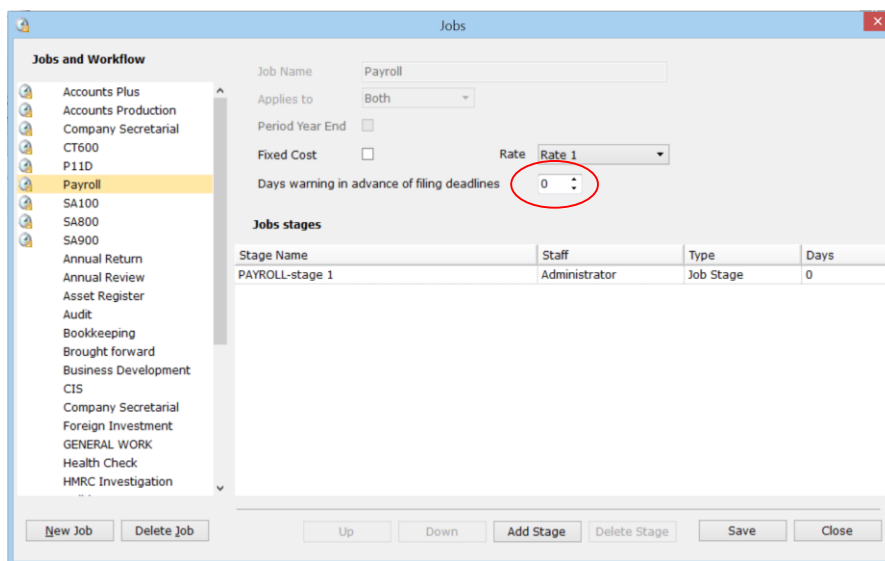 Jobs
Jobs and Workflow
Accounts Plus
Accounts Production
Company Secretarial
CT600
P11D
Payroll
SA100
SA800
SA900
Annual Return
Annual Review
Asset Register
Audit
Bookkeeping
Brought forward
Business Development
CIS
Company Secretarial
Foreign Investment
GENERAL WORK
Health Check
HMRC Investigation
New Job Delete Job
Job Name Payroll
Applies to Both
Period Year End
Fixed Cost Rate Rate 1
Days warning in advance of filing deadlines 0
Jobs stages
Stage Name Staff Type Days
PAYROLL-stage 1 Administrator Job Stage 0
Up Down Add Stage Delete Stage Save Close